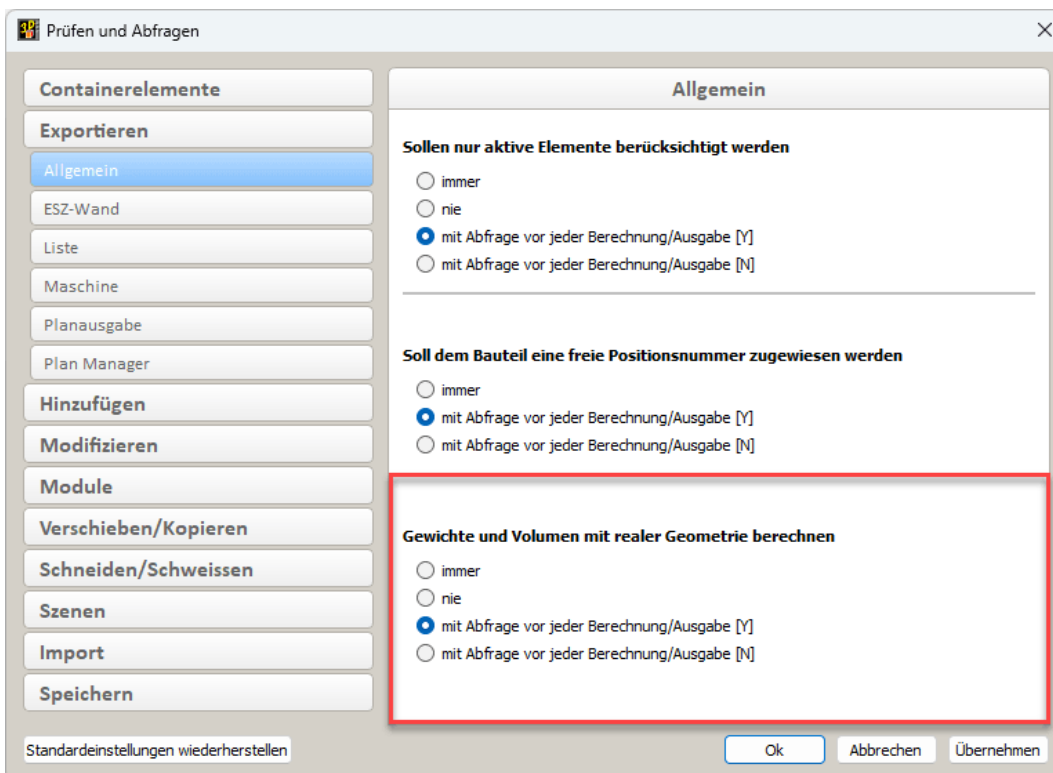 Prüfen und Abfragen
Containerelemente
Exportieren
Allgemein
ESZ-Wand
Liste
Maschine
Planausgabe
Plan Manager
Hinzufügen
Modifizieren
Module
Verschieben/Kopieren
Schneiden/Schweissen
Szenen
Import
Speichern
Allgemein
Sollen nur aktive Elemente berücksichtigt werden
immer
nie
mit Abfrage vor jeder Berechnung/Ausgabe [Y]
mit Abfrage vor jeder Berechnung/Ausgabe [N]
Soll dem Bauteil eine freie Positionsnummer zugewiesen werden
immer
mit Abfrage vor jeder Berechnung/Ausgabe [Y]
mit Abfrage vor jeder Berechnung/Ausgabe [N]
Gewichte und Volumen mit realer Geometrie berechnen
immer
nie
mit Abfrage vor jeder Berechnung/Ausgabe [Y]
mit Abfrage vor jeder Berechnung/Ausgabe [N]
Standardeinstellungen wiederherstellen
Ok
Abbrechen
Übernehmen